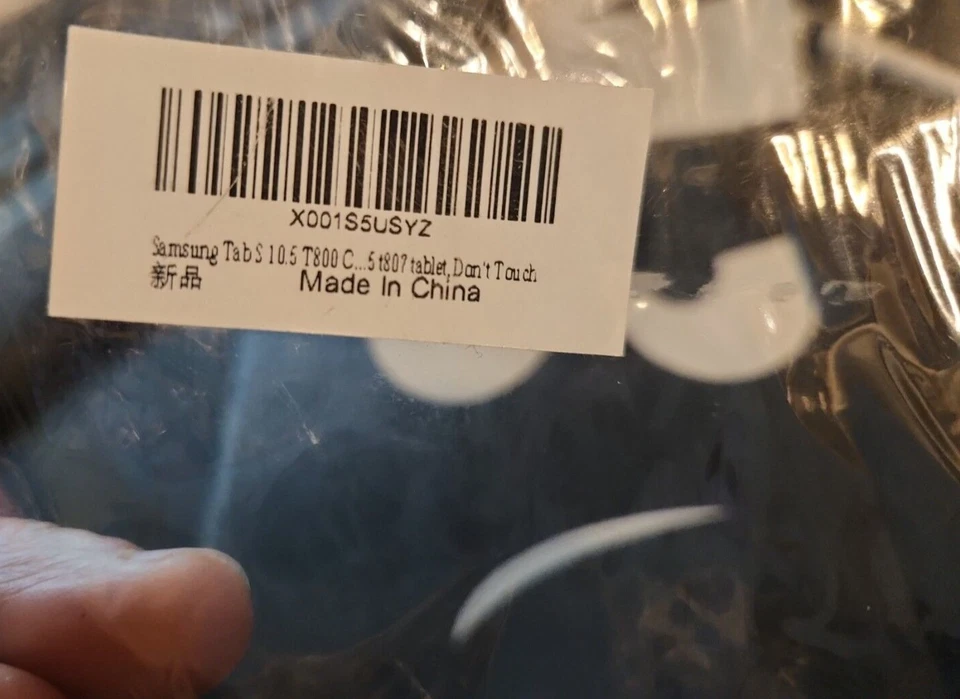 X001S5USYZ
Samsung Tab S 10.5 T800 C...5 t807 tablet,Don't Touch
新品
Made In China